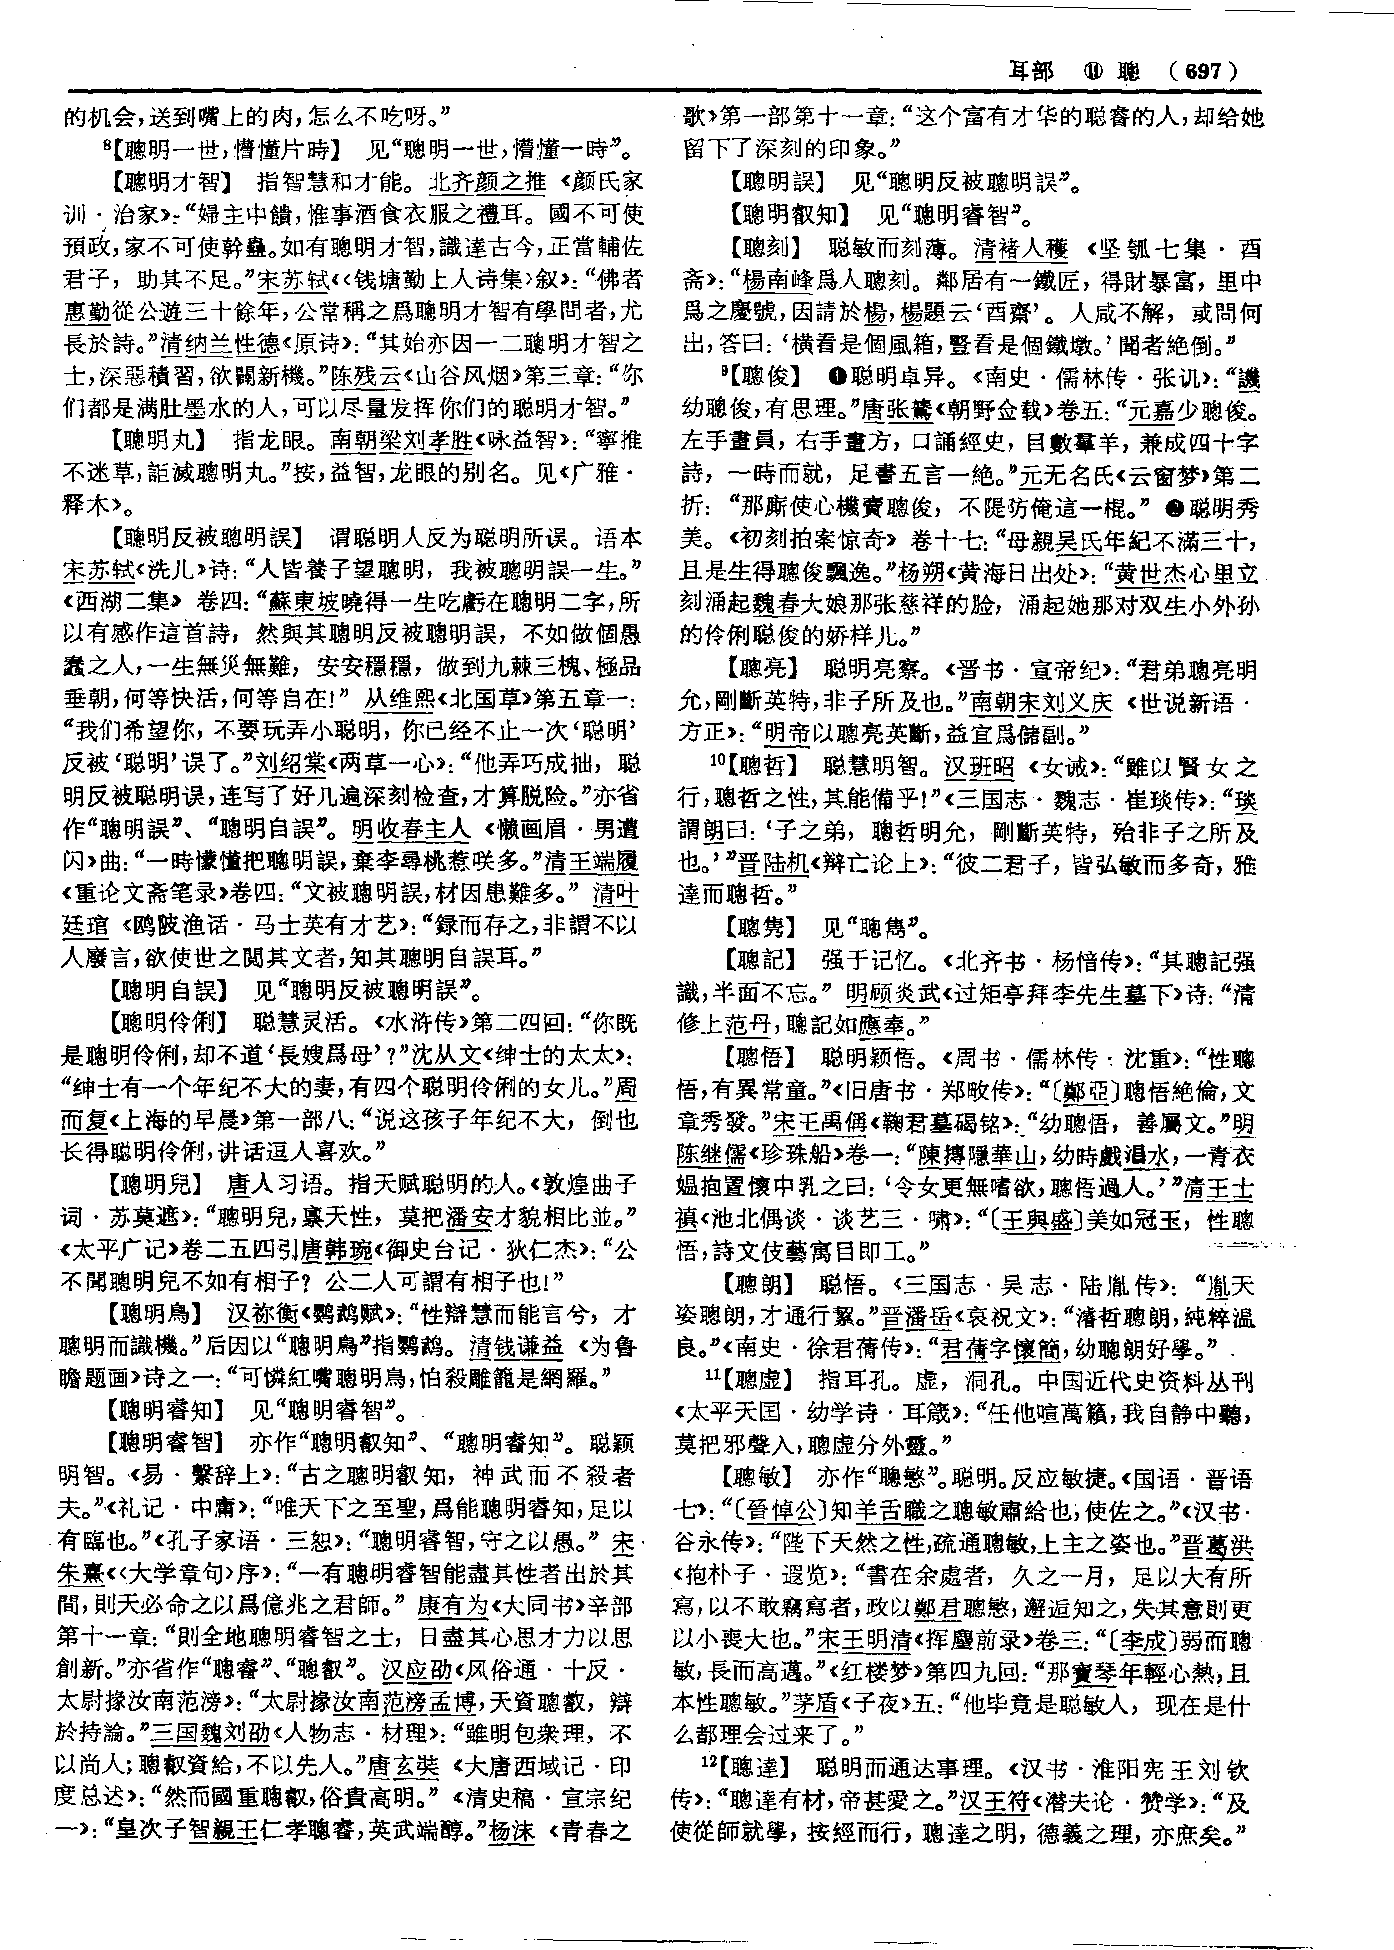 耳部 ⑪ 聰 （697）
的机会，送到嘴上的肉，怎么不吃呀。”
⁸【聰明一世，懵懂片時】 见“聰明一世，懵懂一時”。
【聰明才智】 指智慧和才能。北齐颜之推《颜氏家
训·治家》：“婦主中饋，惟事酒食衣服之禮耳。國不可使
預政，家不可使幹蠱。如有聰明才智，識達古今，正當輔佐
君子，助其不足。”宋苏轼《〈钱塘勤上人诗集〉叙》：“佛者
惠勤從公遊三十餘年，公常稱之爲聰明才智有學問者，尤
長於詩。”清纳兰性德《原诗》：“其始亦因一二聰明才智之
士，深惡積習，欲闢新機。”陈残云《山谷风烟》第三章：“你
们都是满肚墨水的人，可以尽量发挥你们的聪明才智。”
【聰明丸】 指龙眼。南朝梁刘孝胜《咏益智》：“寧推
不迷草，詎滅聰明丸。”按，益智，龙眼的别名。见《广雅·
释木》。
【聰明反被聰明誤】 谓聪明人反为聪明所误。语本
宋苏轼《洗儿》诗：“人皆養子望聰明，我被聰明誤一生。”
《西湖二集》卷四：“蘇東坡曉得一生吃虧在聰明二字，所
以有感作這首詩，然與其聰明反被聰明誤，不如做個愚
蠢之人，一生無災無難，安安穩穩，做到九棘三槐、極品
垂朝，何等快活，何等自在！” 从维熙《北国草》第五章一：
“我们希望你，不要玩弄小聪明，你已经不止一次‘聪明’
反被‘聪明’误了。”刘绍棠《两草一心》：“他弄巧成拙，聪
明反被聪明误，连写了好几遍深刻检查，才算脱险。”亦省
作“聰明誤”、“聰明自誤”。明收春主人《懒画眉·男遭
闪》曲：“一時懞懂把聰明誤，棄李尋桃惹咲多。”清王端履
《重论文斋笔录》卷四：“文被聰明誤，材因患難多。” 清叶
廷琯《鸥陂渔话·马士英有才艺》：“録而存之，非謂不以
人廢言，欲使世之閲其文者，知其聰明自誤耳。”
【聰明自誤】 见“聰明反被聰明誤”。
【聰明伶俐】 聪慧灵活。《水浒传》第二四回：“你既
是聰明伶俐，却不道‘長嫂爲母’？”沈从文《绅士的太太》：
“绅士有一个年纪不大的妻，有四个聪明伶俐的女儿。”周
而复《上海的早晨》第一部八：“说这孩子年纪不大，倒也
长得聪明伶俐，讲话逗人喜欢。”
【聰明兒】 唐人习语。指天赋聪明的人。《敦煌曲子
词·苏莫遮》：“聰明兒，禀天性，莫把潘安才貌相比並。”
《太平广记》卷二五四引唐韩琬《御史台记·狄仁杰》：“公
不聞聰明兒不如有相子？公二人可謂有相子也！”
【聰明鳥】 汉祢衡《鹦鹉赋》：“性辯慧而能言兮，才
聰明而識機。”后因以“聰明鳥”指鹦鹉。清钱谦益《为鲁
瞻题画》诗之一：“可憐紅嘴聰明鳥，怕殺雕籠是網羅。”
【聰明睿知】 见“聰明睿智”。
【聰明睿智】 亦作“聰明叡知”、“聰明睿知”。聪颖
明智。《易·繫辞上》：“古之聰明叡知，神武而不殺者
夫。”《礼记·中庸》：“唯天下之至聖，爲能聰明睿知，足以
有臨也。”《孔子家语·三恕》：“聰明睿智，守之以愚。” 宋
朱熹《〈大学章句〉序》：“一有聰明睿智能盡其性者出於其
間，則天必命之以爲億兆之君師。” 康有为《大同书》辛部
第十一章：“則全地聰明睿智之士，日盡其心思才力以思
創新。”亦省作“聰睿”、“聰叡”。汉应劭《风俗通·十反·
太尉掾汝南范滂》：“太尉掾汝南范滂孟博，天資聰叡，辯
於持論。”三国魏刘劭《人物志·材理》：“雖明包衆理，不
以尚人；聰叡資給，不以先人。”唐玄奘《大唐西域记·印
度总述》：“然而國重聰叡，俗貴高明。”《清史稿·宣宗纪
一》：“皇次子智親王仁孝聰睿，英武端醇。”杨沫《青春之
歌》第一部第十一章：“这个富有才华的聪睿的人，却给她
留下了深刻的印象。”
【聰明誤】 见“聰明反被聰明誤”。
【聰明叡知】 见“聰明睿智”。
【聰刻】 聪敏而刻薄。清褚人穫《坚瓠七集·酉
斋》：“楊南峰爲人聰刻。鄰居有一鐵匠，得財暴富，里中
爲之慶號，因請於楊，楊題云‘酉齋’。人咸不解，或問何
出，答曰：‘横看是個風箱，豎看是個鐵墩。’聞者絶倒。”
⁹【聰俊】 ❶聪明卓异。《南史·儒林传·张讥》：“譏
幼聰俊，有思理。”唐张鷟《朝野佥载》卷五：“元嘉少聰俊。
左手畫員，右手畫方，口誦經史，目數羣羊，兼成四十字
詩，一時而就，足書五言一絶。”元无名氏《云窗梦》第二
折：“那廝使心機賣聰俊，不隄防俺這一棍。” ❷聪明秀
美。《初刻拍案惊奇》卷十七：“母親吴氏年紀不滿三十，
且是生得聰俊飄逸。”杨朔《黄海日出处》：“黄世杰心里立
刻涌起魏春大娘那张慈祥的脸，涌起她那对双生小外孙
的伶俐聪俊的娇样儿。”
【聰亮】 聪明亮察。《晋书·宣帝纪》：“君弟聰亮明
允，剛斷英特，非子所及也。”南朝宋刘义庆《世说新语·
方正》：“明帝以聰亮英斷，益宜爲儲副。”
¹⁰【聰哲】 聪慧明智。汉班昭《女诫》：“雖以賢女之
行，聰哲之性，其能備乎！”《三国志·魏志·崔琰传》：“琰
謂朗曰：‘子之弟，聰哲明允，剛斷英特，殆非子之所及
也。’”晋陆机《辩亡论上》：“彼二君子，皆弘敏而多奇，雅
達而聰哲。”
【聰隽】 见“聰雋”。
【聰記】 强于记忆。《北齐书·杨愔传》：“其聰記强
識，半面不忘。” 明顾炎武《过矩亭拜李先生墓下》诗：“清
修上范丹，聰記如應奉。”
【聰悟】 聪明颖悟。《周书·儒林传·沈重》：“性聰
悟，有異常童。”《旧唐书·郑畋传》：“〔鄭亞〕聰悟絶倫，文
章秀發。”宋王禹偁《鞠君墓碣铭》：“幼聰悟，善屬文。”明
陈继儒《珍珠船》卷一：“陳摶隱華山，幼時戲渦水，一青衣
媪抱置懷中乳之曰：‘令女更無嗜欲，聰悟過人。’”清王士
禛《池北偶谈·谈艺三·啸》：“〔王與盛〕美如冠玉，性聰
悟，詩文伎藝寓目即工。”
【聰朗】 聪悟。《三国志·吴志·陆胤传》：“胤天
姿聰朗，才通行絜。”晋潘岳《哀祝文》：“濬哲聰朗，純粹温
良。”《南史·徐君蒨传》：“君蒨字懷簡，幼聰朗好學。”
¹¹【聰虚】 指耳孔。虚，洞孔。中国近代史资料丛刊
《太平天囯·幼学诗·耳箴》：“任他喧萬籟，我自静中聽，
莫把邪聲入，聰虚分外靈。”
【聰敏】 亦作“聰慜”。聪明。反应敏捷。《国语·晋语
七》：“〔晉悼公〕知羊舌職之聰敏肅給也，使佐之。”《汉书·
谷永传》：“陛下天然之性，疏通聰敏，上主之姿也。”晋葛洪
《抱朴子·遐览》：“書在余處者，久之一月，足以大有所
寫，以不敢竊寫者，政以鄭君聰慜，邂逅知之，失其意則更
以小喪大也。”宋王明清《挥麈前录》卷三：“〔李成〕弱而聰
敏，長而高邁。”《红楼梦》第四九回：“那寶琴年輕心熱，且
本性聰敏。”茅盾《子夜》五：“他毕竟是聪敏人，现在是什
么都理会过来了。”
¹²【聰達】 聪明而通达事理。《汉书·淮阳宪王刘钦
传》：“聰達有材，帝甚愛之。”汉王符《潜夫论·赞学》：“及
使從師就學，按經而行，聰達之明，德義之理，亦庶矣。”